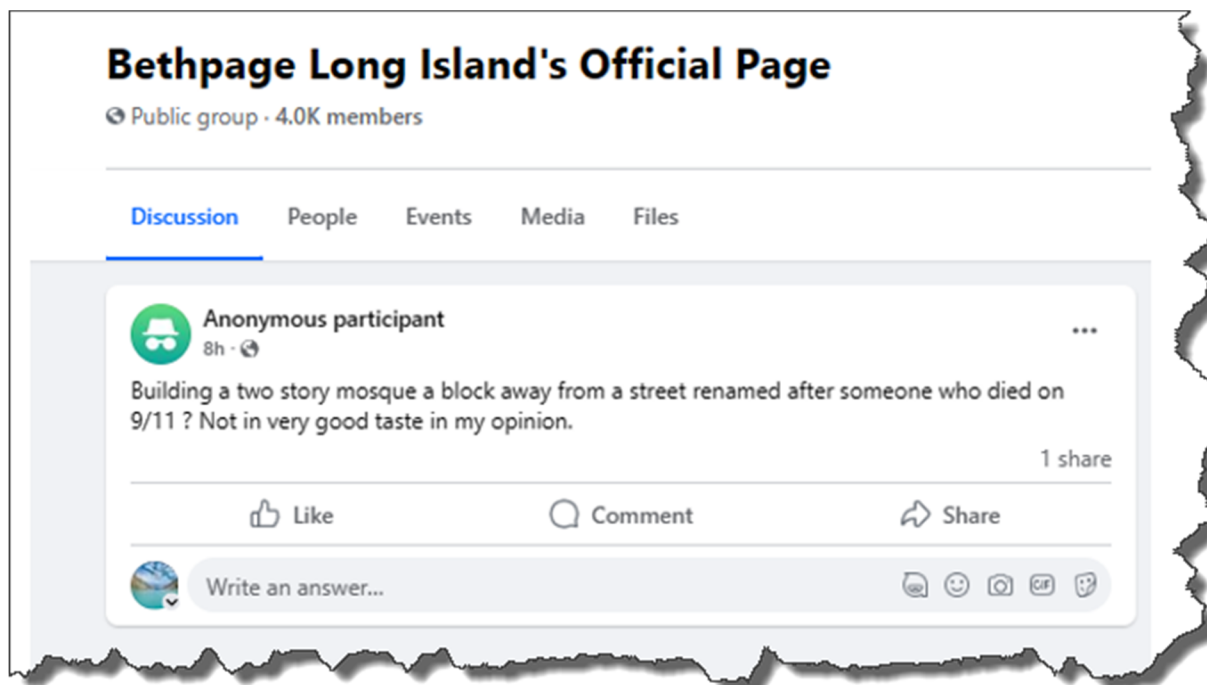 Bethpage Long Island's Official Page
Public group · 4.0K members
Discussion People Events Media Files
Anonymous participant
8h ·
Building a two story mosque a block away from a street renamed after someone who died on
9/11 ? Not in very good taste in my opinion.
1 share
Like Comment Share
Write an answer...
GIF